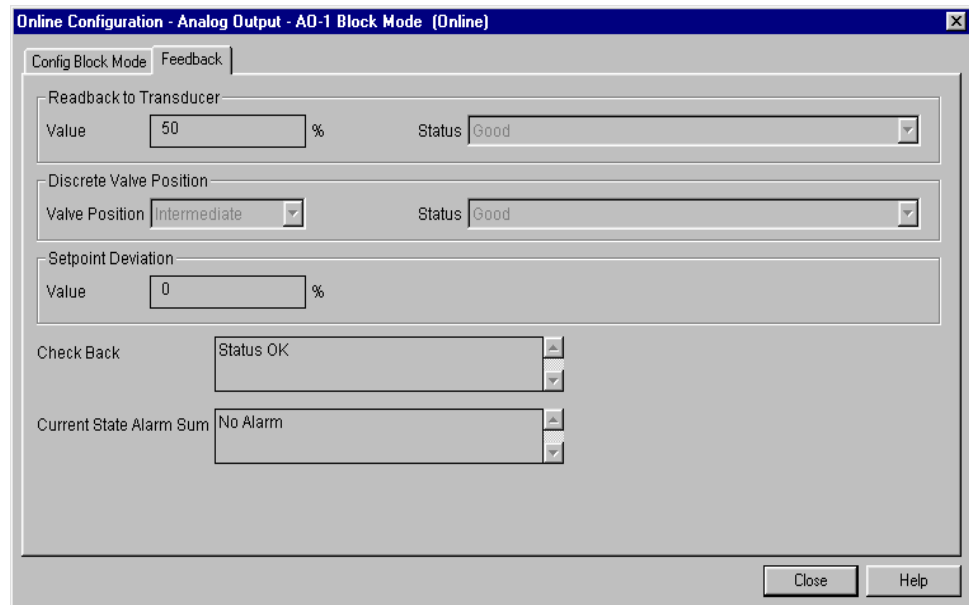 Online Configuration - Analog Output - AO-1 Block Mode (Online)
Config Block Mode Feedback
Readback to Transducer
Value 50 % Status Good
Discrete Valve Position
Valve Position Intermediate Status Good
Setpoint Deviation
Value 0 %
Check Back Status OK
Current State Alarm Sum No Alarm
Close Help